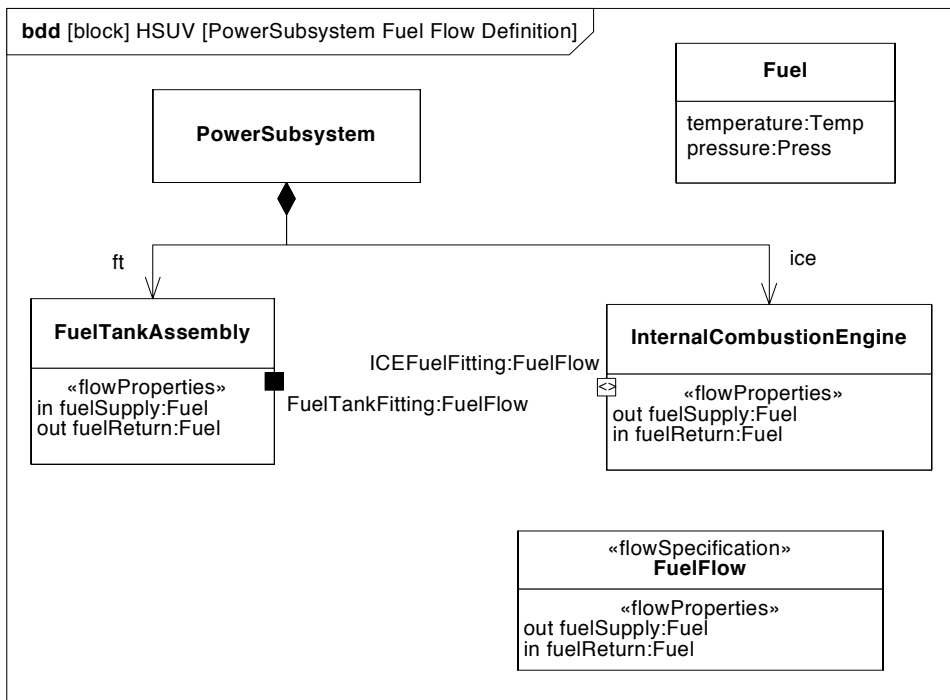 bdd [block] HSUV [PowerSubsystem Fuel Flow Definition]
Fuel
temperature:Temp
pressure:Press
PowerSubsystem
ft
ice
FuelTankAssembly
«flowProperties»
in fuelSupply:Fuel
out fuelReturn:Fuel
FuelTankFitting:FuelFlow
ICEFuelFitting:FuelFlow
<>
InternalCombustionEngine
«flowProperties»
out fuelSupply:Fuel
in fuelReturn:Fuel
«flowSpecification»
FuelFlow
«flowProperties»
out fuelSupply:Fuel
in fuelReturn:Fuel